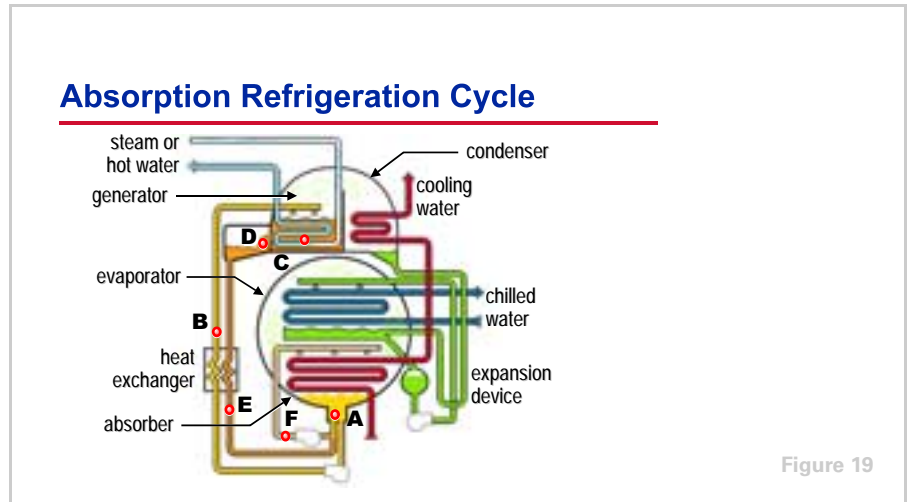 Absorption Refrigeration Cycle
steam or
hot water
condenser
generator
cooling
water
D
C
evaporator
chilled
water
B
heat
exchanger
expansion
device
E
F
A
absorber
Figure 19